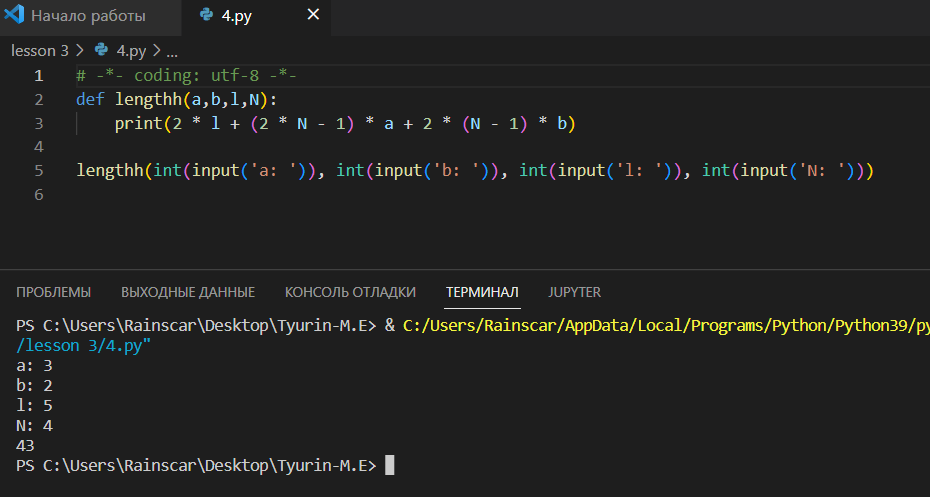 Начало работы 4.py
lesson 3 > 4.py > ...
1 # -*- coding: utf-8 -*-
2 def lengthh(a,b,l,N):
3     print(2 * l + (2 * N - 1) * a + 2 * (N - 1) * b)
4
5 lengthh(int(input('a: ')), int(input('b: ')), int(input('l: ')), int(input('N: ')))
6
ПРОБЛЕМЫ ВЫХОДНЫЕ ДАННЫЕ КОНСОЛЬ ОТЛАДКИ ТЕРМИНАЛ JUPYTER
PS C:\Users\Rainscar\Desktop\Tyurin-M.E> & C:/Users/Rainscar/AppData/Local/Programs/Python/Python39/py
/lesson 3/4.py"
a: 3
b: 2
l: 5
N: 4
43
PS C:\Users\Rainscar\Desktop\Tyurin-M.E>